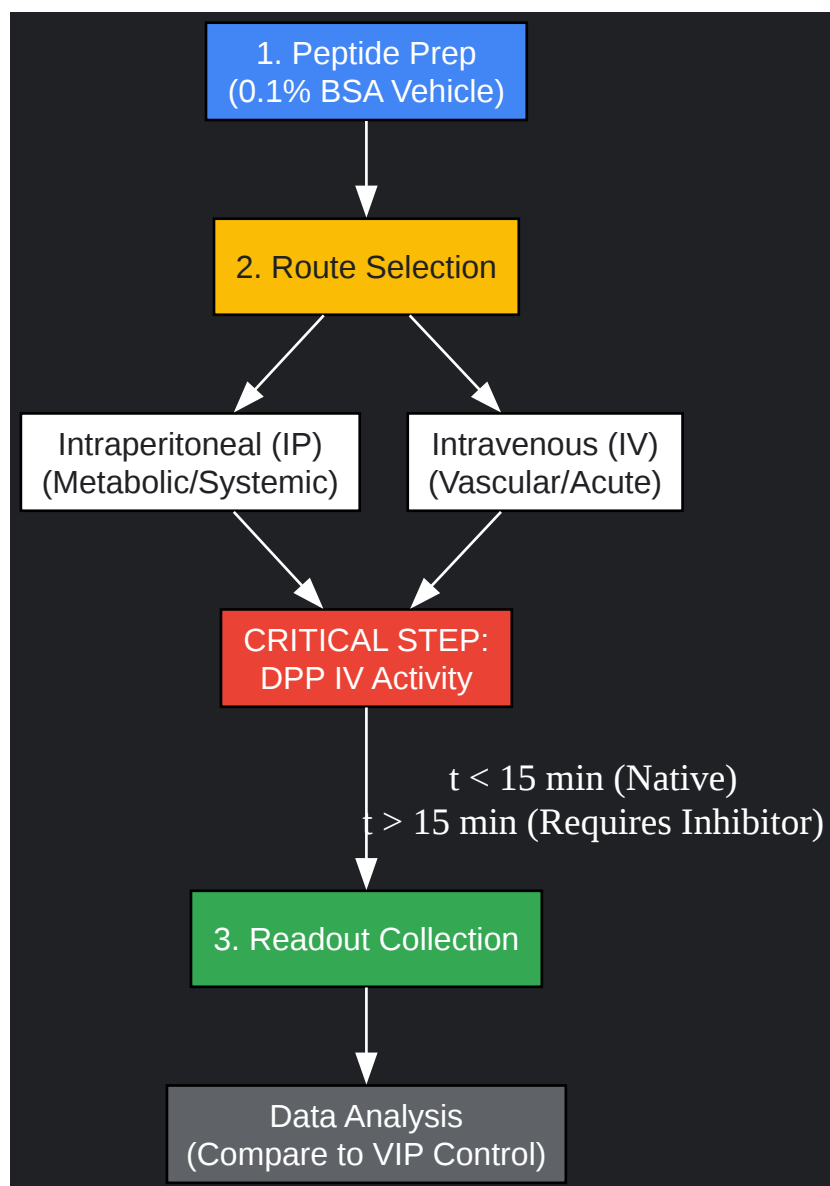 1. Peptide Prep
(0.1% BSA Vehicle)
2. Route Selection
Intraperitoneal (IP)
(Metabolic/Systemic)
Intravenous (IV)
(Vascular/Acute)
CRITICAL STEP:
DPP IV Activity
t < 15 min (Native)
t > 15 min (Requires Inhibitor)
3. Readout Collection
Data Analysis
(Compare to VIP Control)